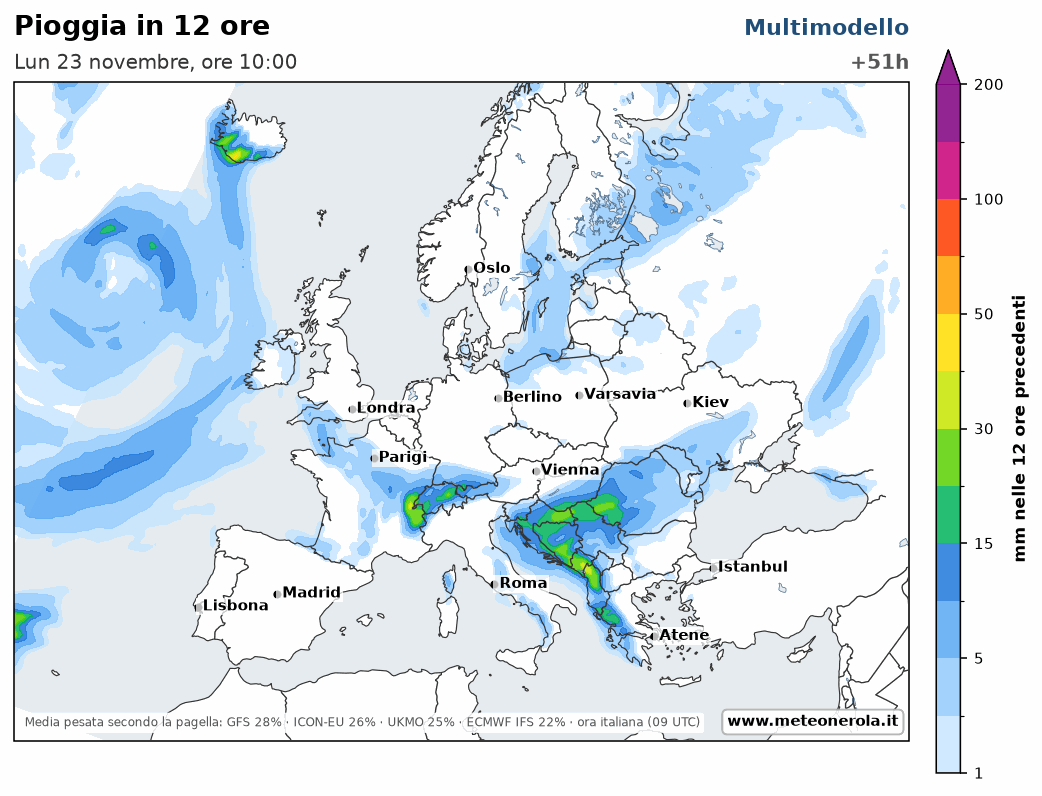 Pioggia in 12 ore
Multimodello
Lun 23 novembre, ore 10:00
+51h
200
100
50
30
15
5
1
mm nelle 12 ore precedenti
Oslo
Londra
Berlino
Varsavia
Kiev
Parigi
Vienna
Istanbul
Roma
Madrid
Lisbona
Atene
Media pesata secondo la pagella: GFS 28% · ICON-EU 26% · UKMO 25% · ECMWF IFS 22% · ora italiana (09 UTC)
www.meteonerola.it